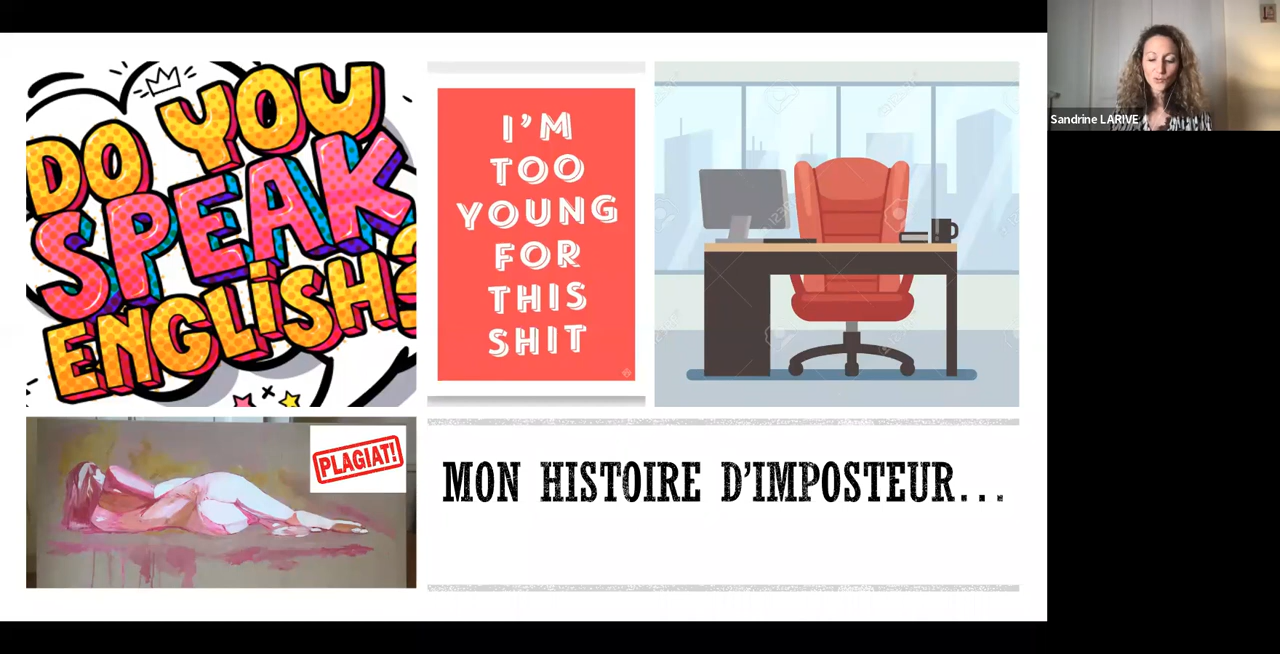 DO YOU
SPEAK
ENGLiSH?
I'M
TOO
YOUNG
FOR
THIS
SHIT
PLAGIAT!
MON HISTOIRE D'IMPOSTEUR...
Sandrine LARIVE